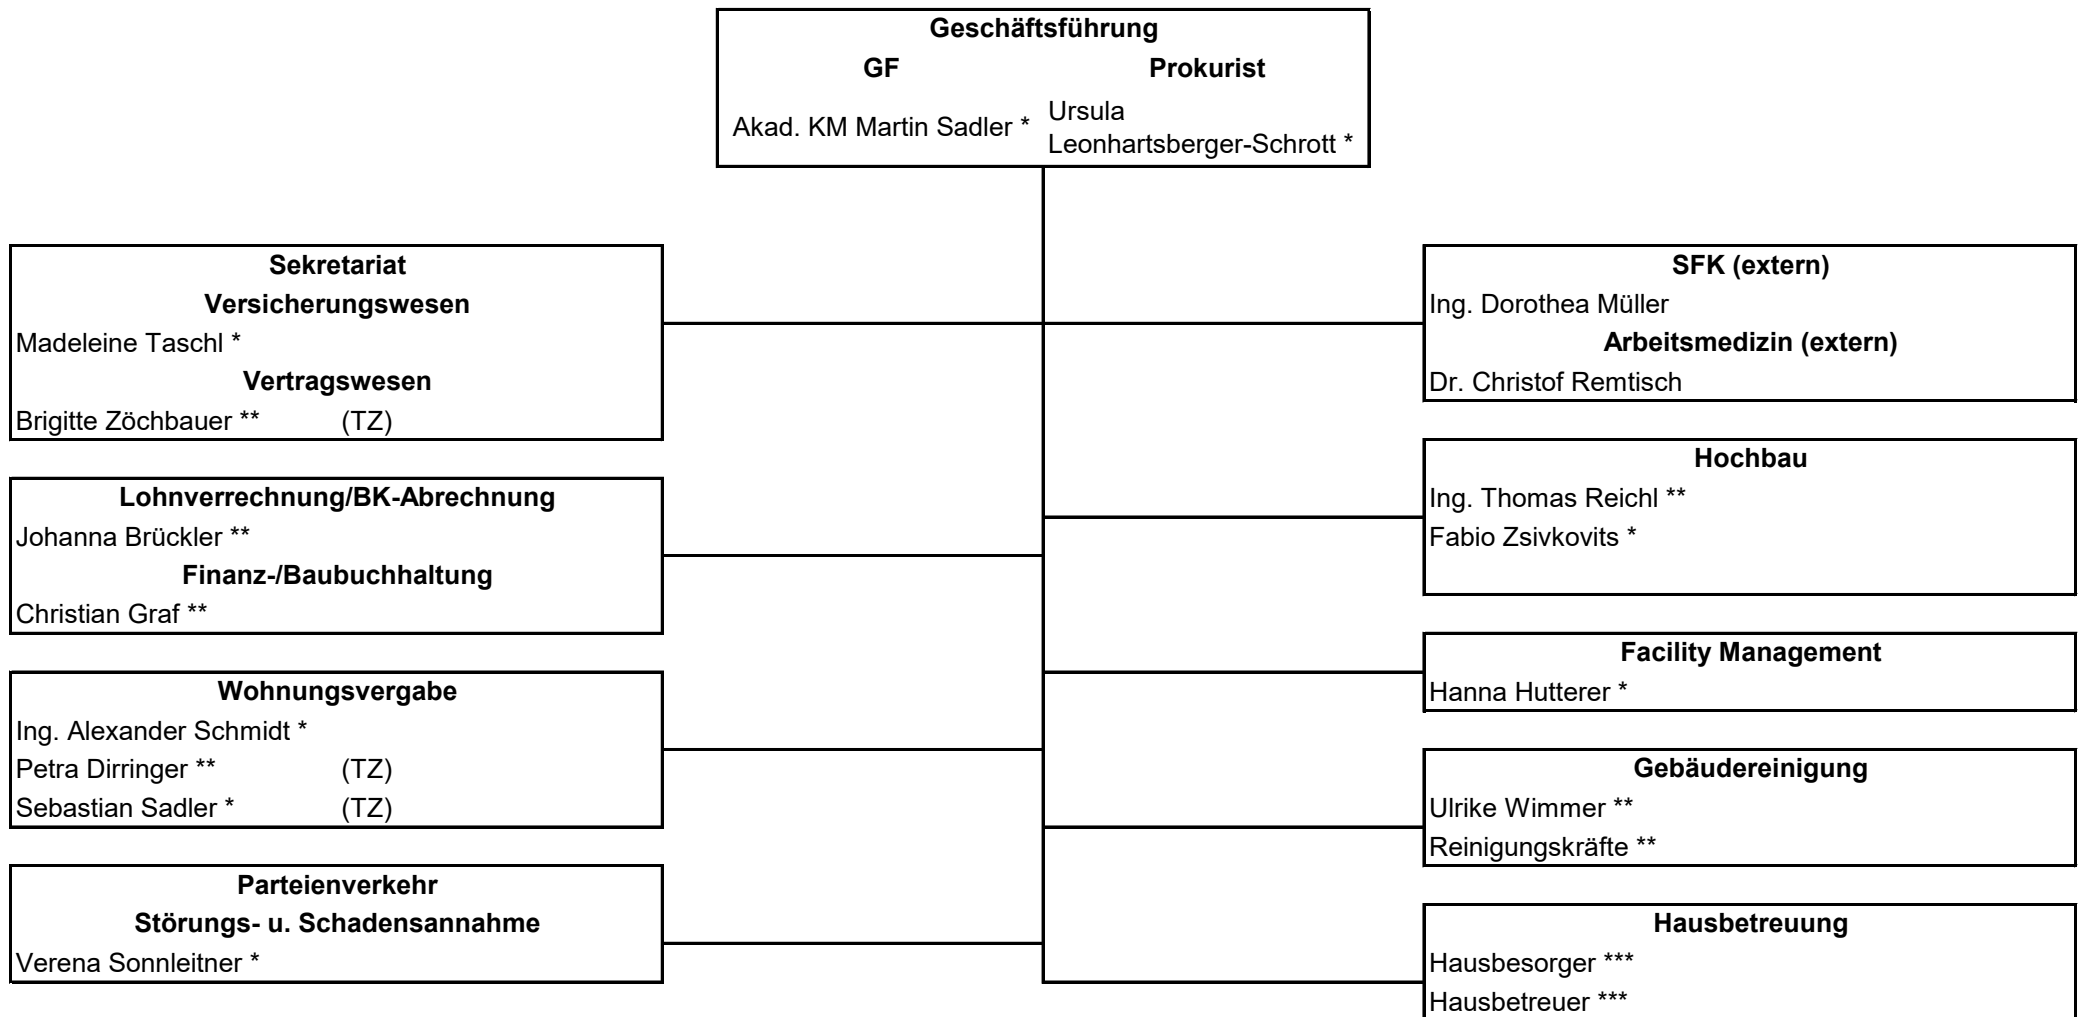 Geschäftsführung
GF Prokurist
Akad. KM Martin Sadler * Ursula
Leonhartsberger-Schrott *
Sekretariat
Versicherungswesen
Madeleine Taschl *
Vertragswesen
Brigitte Zöchbauer ** (TZ)
Lohnverrechnung/BK-Abrechnung
Johanna Brückler **
Finanz-/Baubuchhaltung
Christian Graf **
Wohnungsvergabe
Ing. Alexander Schmidt *
Petra Dirringer ** (TZ)
Sebastian Sadler * (TZ)
Parteienverkehr
Störungs- u. Schadensannahme
Verena Sonnleitner *
SFK (extern)
Ing. Dorothea Müller
Arbeitsmedizin (extern)
Dr. Christof Remtisch
Hochbau
Ing. Thomas Reichl **
Fabio Zsivkovits *
Facility Management
Hanna Hutterer *
Gebäudereinigung
Ulrike Wimmer **
Reinigungskräfte **
Hausbetreuung
Hausbesorger ***
Hausbetreuer ***